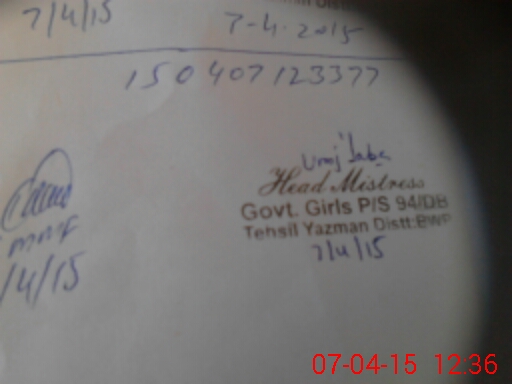 7/4/15 7-4-2015
150407123377
Head Mistress
Govt. Girls P/S 94/DB
Tehsil Yazman Distt:BWP
7/4/15
/4/15
07-04-15 12:36